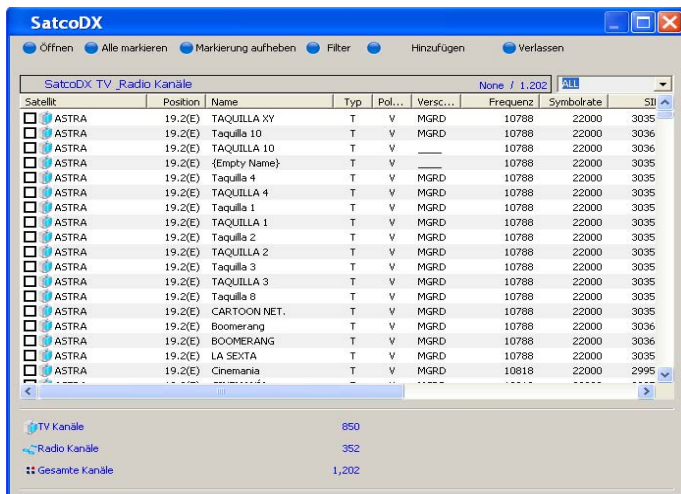 SatcoDX
Öffnen Alle markieren Markierung aufheben Filter Hinzufügen Verlassen
SatcoDX TV _Radio Kanäle None / 1.202 ALL
Satellit Position Name Typ Pol... Versc... Frequenz Symbolrate SII
ASTRA 19.2(E) TAQUILLA XY T V MGRD 10788 22000 3035
ASTRA 19.2(E) Taquilla 10 T V MGRD 10788 22000 3036
ASTRA 19.2(E) TAQUILLA 10 T V ____ 10788 22000 3036
ASTRA 19.2(E) {Empty Name} T V ____ 10788 22000 3035
ASTRA 19.2(E) Taquilla 4 T V MGRD 10788 22000 3035
ASTRA 19.2(E) TAQUILLA 4 T V MGRD 10788 22000 3036
ASTRA 19.2(E) Taquilla 1 T V MGRD 10788 22000 3035
ASTRA 19.2(E) TAQUILLA 1 T V MGRD 10788 22000 3035
ASTRA 19.2(E) Taquilla 2 T V MGRD 10788 22000 3035
ASTRA 19.2(E) TAQUILLA 2 T V MGRD 10788 22000 3035
ASTRA 19.2(E) Taquilla 3 T V MGRD 10788 22000 3035
ASTRA 19.2(E) TAQUILLA 3 T V MGRD 10788 22000 3035
ASTRA 19.2(E) Taquilla 8 T V MGRD 10788 22000 3035
ASTRA 19.2(E) CARTOON NET. T V MGRD 10788 22000 3035
ASTRA 19.2(E) Boomerang T V MGRD 10788 22000 3036
ASTRA 19.2(E) BOOMERANG T V MGRD 10788 22000 3036
ASTRA 19.2(E) LA SEXTA T V MGRD 10788 22000 3035
ASTRA 19.2(E) Cinemania T V MGRD 10818 22000 2995
TV Kanäle 850
Radio Kanäle 352
Gesamte Kanäle 1,202